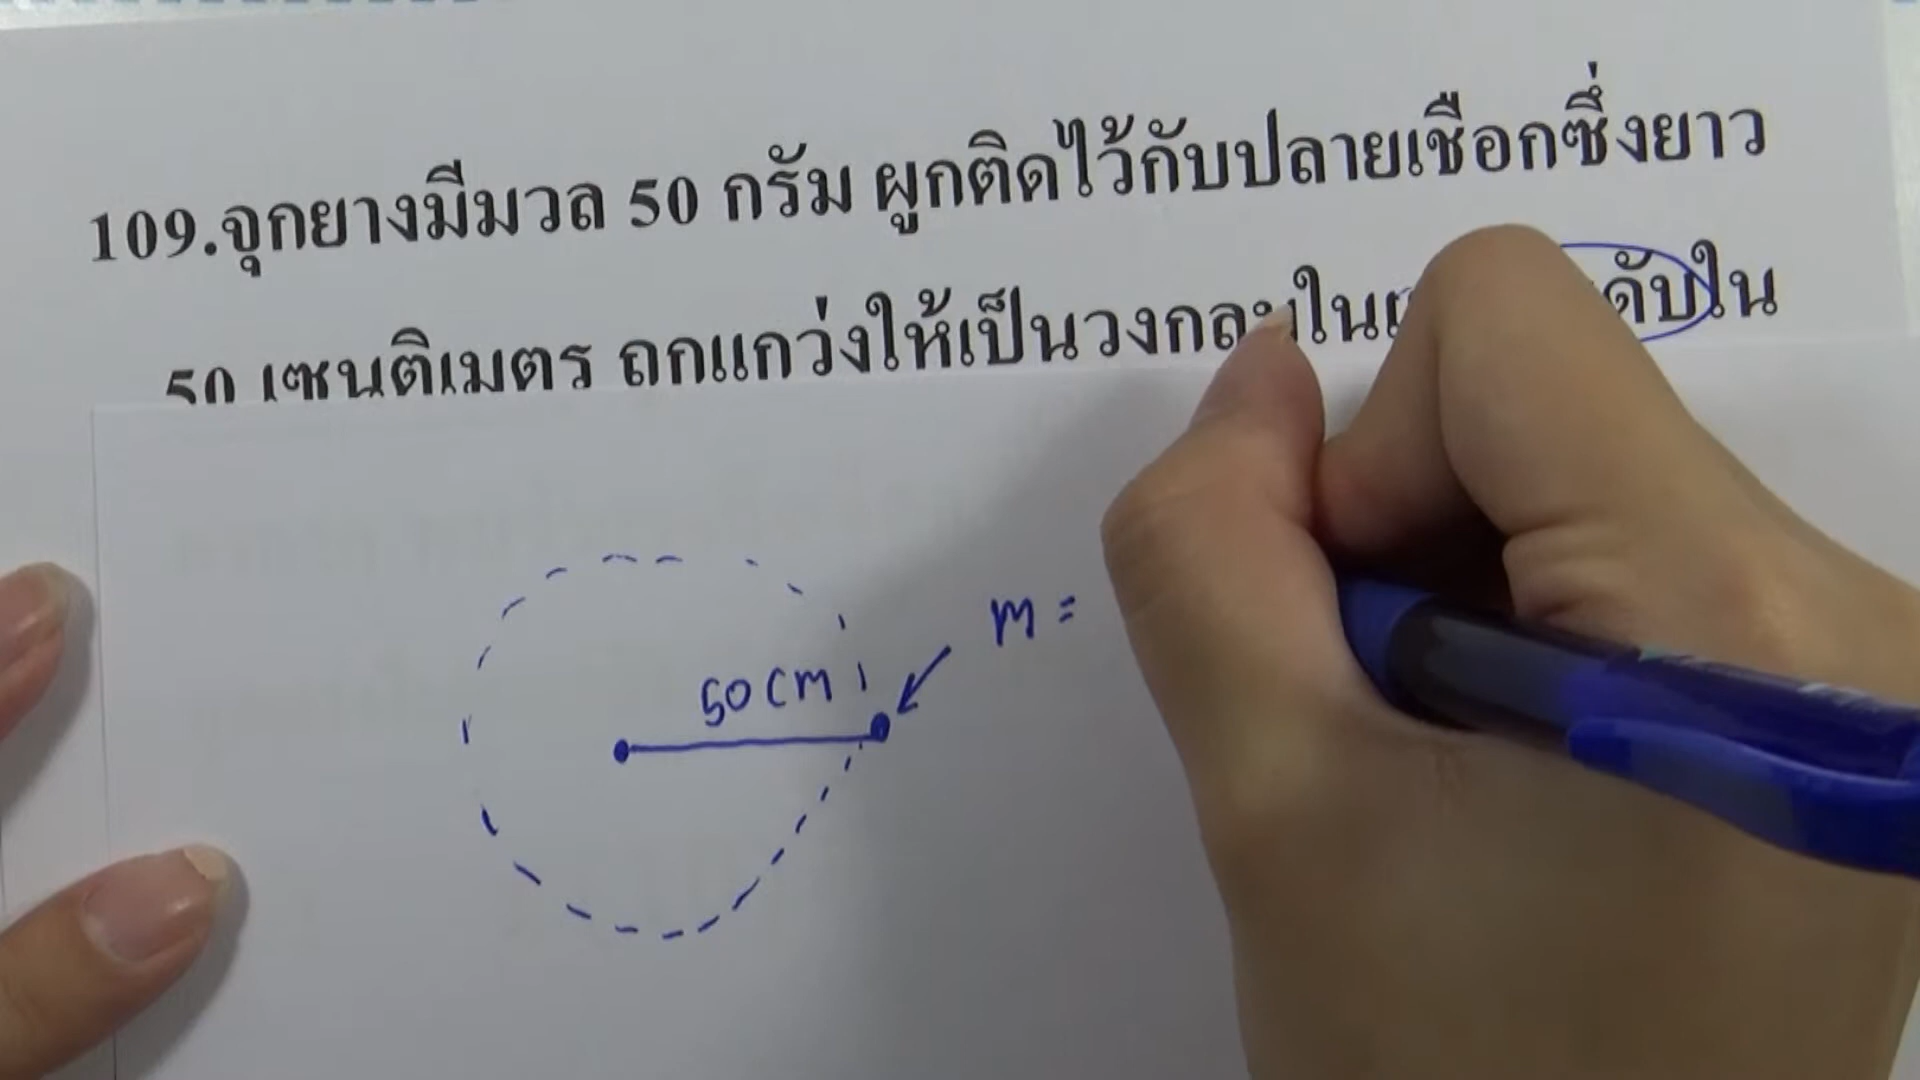 109.จุกยางมีมวล 50 กรัม ผูกติดไว้กับปลายเชือกซึ่งยาว
50 เซนติเมตร ถูกแกว่งให้เป็นวงกลมใน
ใน
m =
50 cm